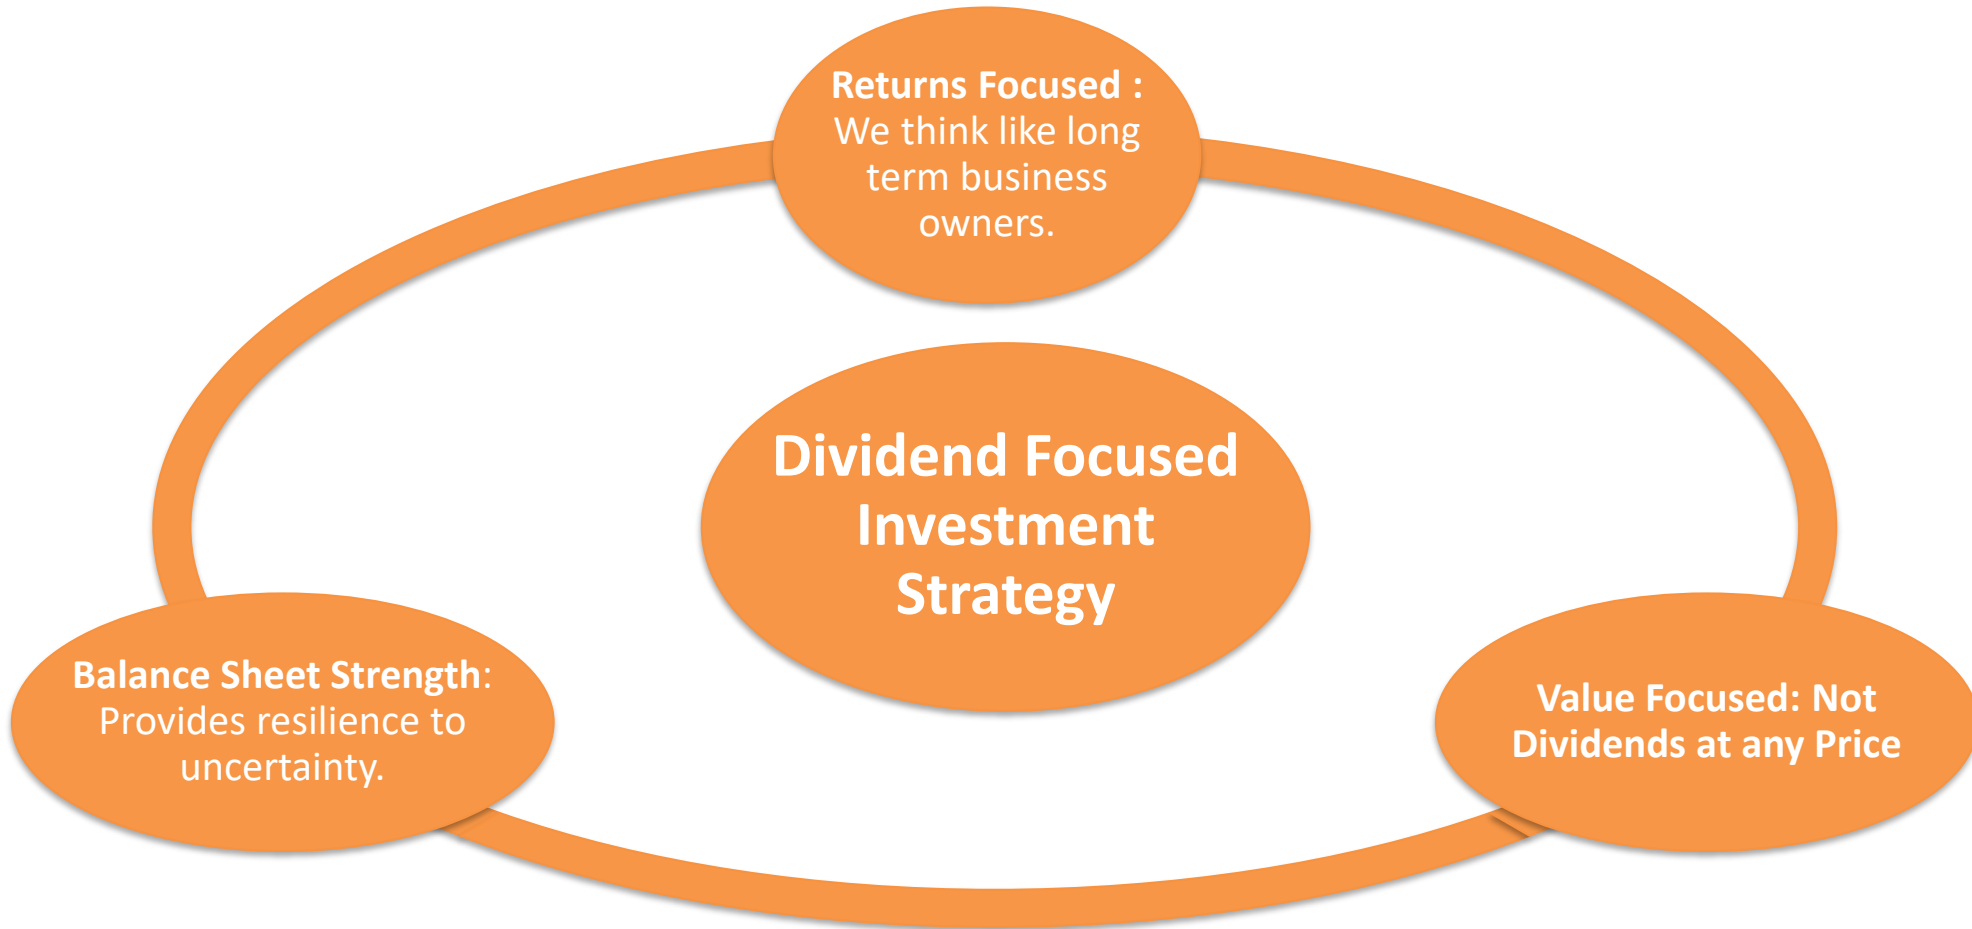 Returns Focused :
We think like long
term business
owners.
Dividend Focused
Investment
Strategy
Balance Sheet Strength:
Provides resilience to
uncertainty.
Value Focused: Not
Dividends at any Price